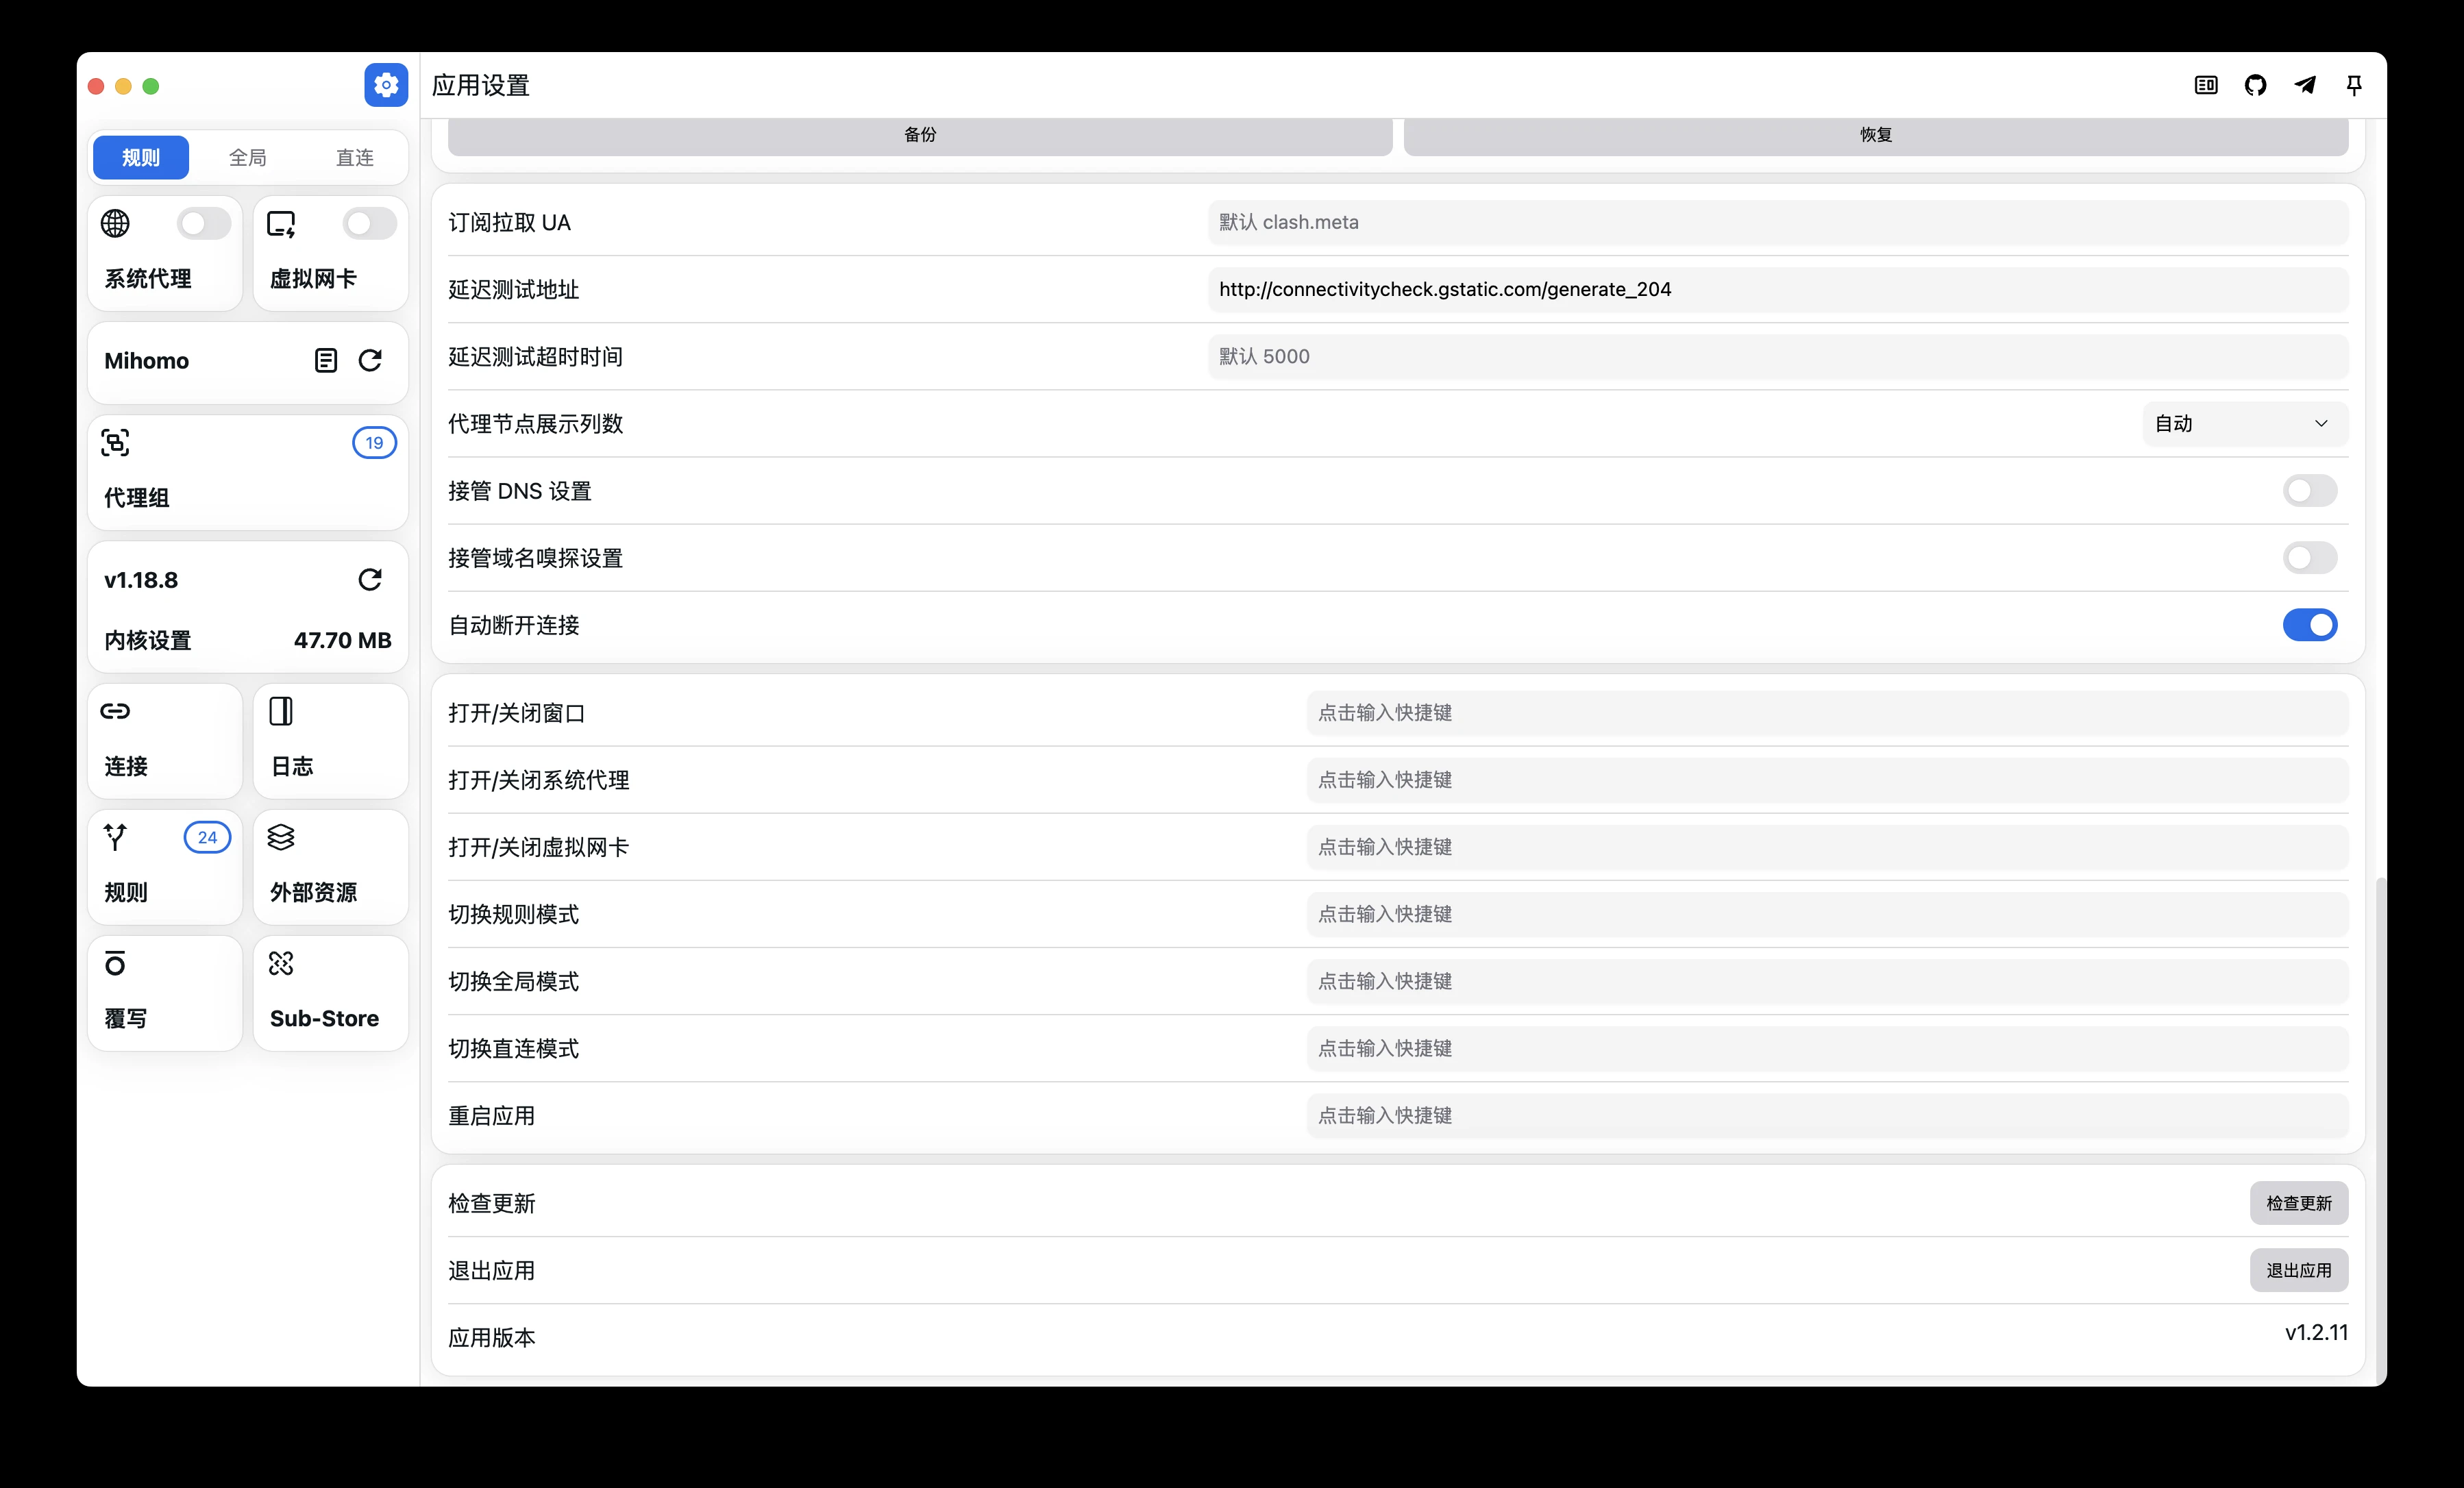 应用设置
规则 全局 直连
系统代理 虚拟网卡
Mihomo
19
代理组
v1.18.8
内核设置 47.70 MB
连接 日志
24
规则 外部资源
覆写 Sub-Store
备份 恢复
订阅拉取 UA 默认 clash.meta
延迟测试地址 http://connectivitycheck.gstatic.com/generate_204
延迟测试超时时间 默认 5000
代理节点展示列数 自动
接管 DNS 设置
接管域名嗅探设置
自动断开连接
打开/关闭窗口 点击输入快捷键
打开/关闭系统代理 点击输入快捷键
打开/关闭虚拟网卡 点击输入快捷键
切换规则模式 点击输入快捷键
切换全局模式 点击输入快捷键
切换直连模式 点击输入快捷键
重启应用 点击输入快捷键
检查更新 检查更新
退出应用 退出应用
应用版本 v1.2.11